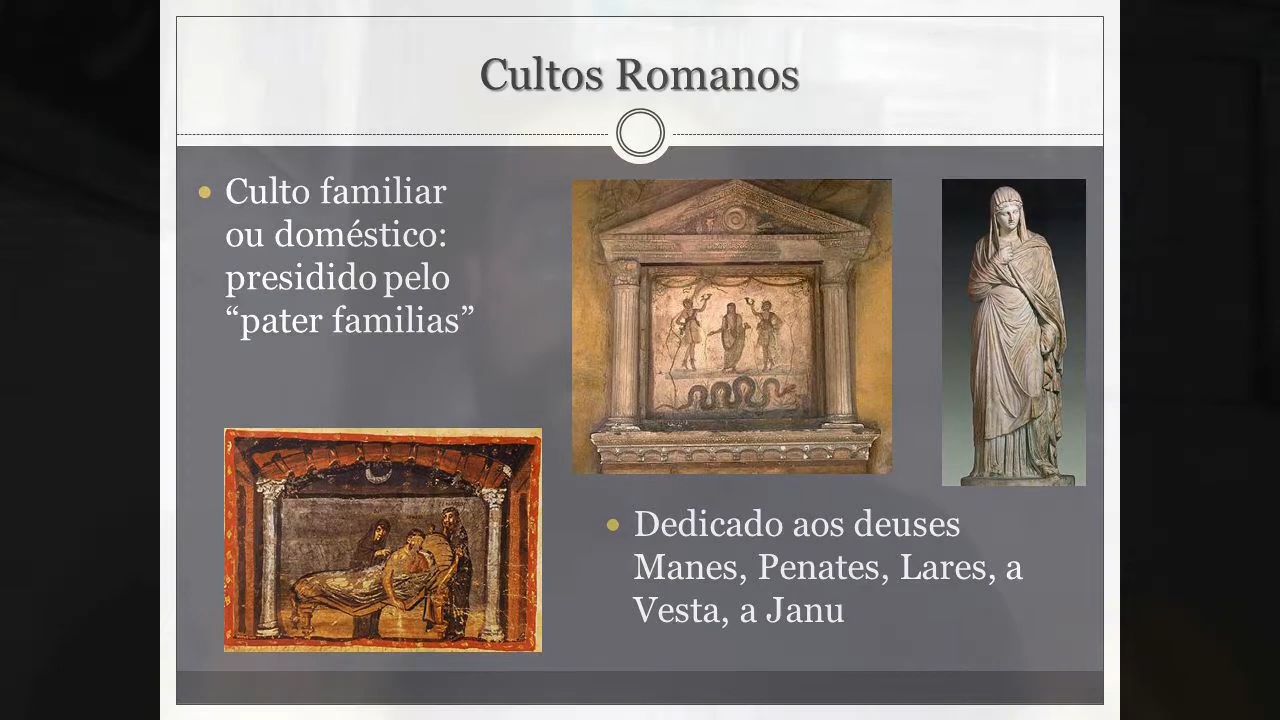 Cultos Romanos
Culto familiar
ou doméstico:
presidido pelo
“pater familias”
Dedicado aos deuses
Manes, Penates, Lares, a
Vesta, a Janu